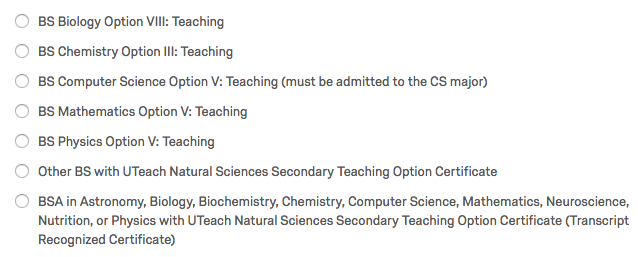 BS Biology Option VIII: Teaching
BS Chemistry Option III: Teaching
BS Computer Science Option V: Teaching (must be admitted to the CS major)
BS Mathematics Option V: Teaching
BS Physics Option V: Teaching
Other BS with UTeach Natural Sciences Secondary Teaching Option Certificate
BSA in Astronomy, Biology, Biochemistry, Chemistry, Computer Science, Mathematics, Neuroscience,
Nutrition, or Physics with UTeach Natural Sciences Secondary Teaching Option Certificate (Transcript
Recognized Certificate)